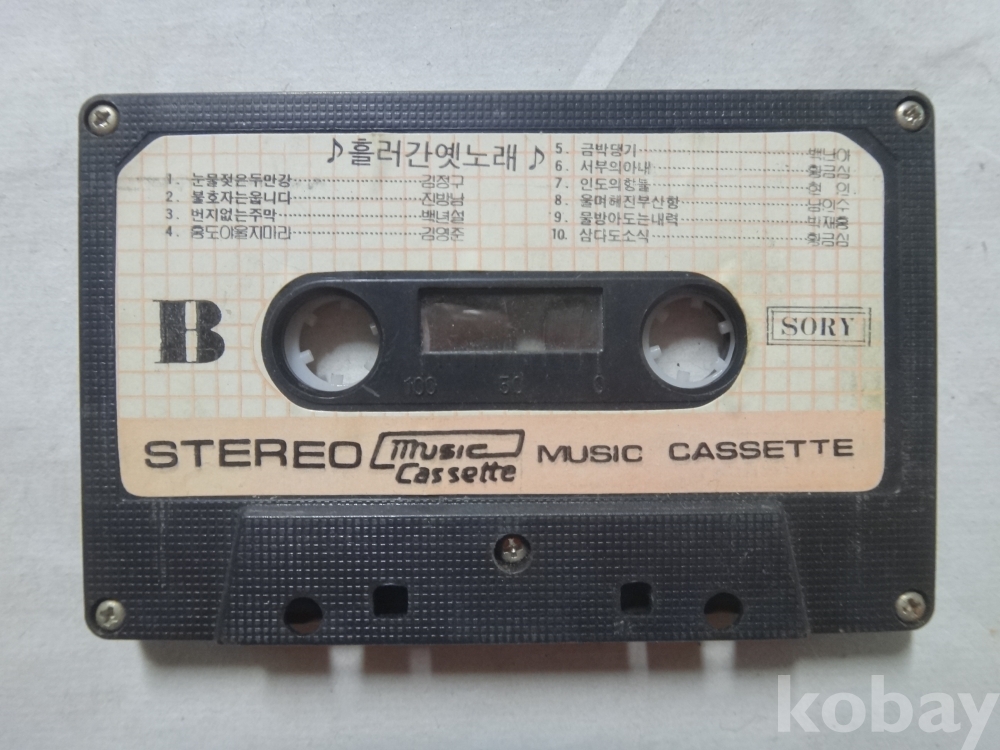 ♪흘러간옛노래♪
1. 눈물젖은두만강 김정구
2. 불효자는웁니다 진방남
3. 번지없는주막 백년설
4. 홍도야울지마라 김영춘
5. 금박댕기 백난아
6. 서부의아내 황금심
7. 인도의향불 현 인
8. 울며헤진부산항 남인수
9. 물방아도는내력 박재홍
10. 삼다도소식 황금심
B
SORY
STEREO Music Cassette MUSIC CASSETTE
100 50 0
kobay